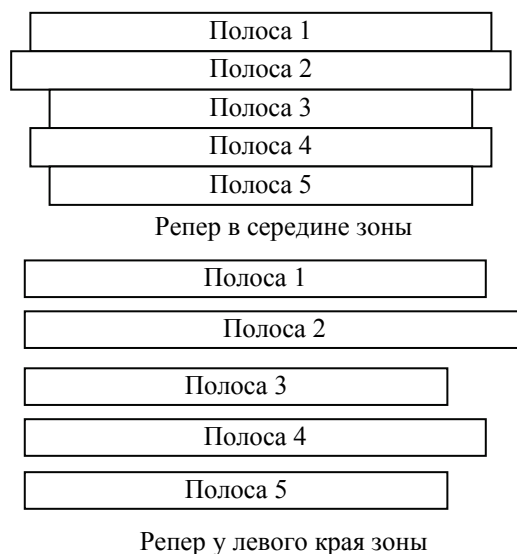 Полоса 1
Полоса 2
Полоса 3
Полоса 4
Полоса 5
Репер в середине зоны
Полоса 1
Полоса 2
Полоса 3
Полоса 4
Полоса 5
Репер у левого края зоны